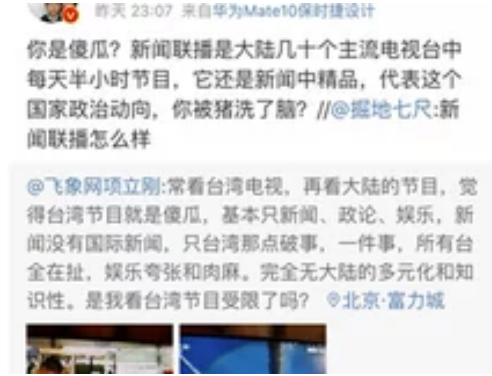 昨天 23:07 来自华为Mate10保时捷设计
你是傻瓜？新闻联播是大陆几十个主流电视台中
每天半小时节目，它还是新闻中精品，代表这个
国家政治动向，你被猪洗了脑？//@掘地七尺:新
闻联播怎么样
@飞象网项立刚:常看台湾电视，再看大陆的节目，觉
得台湾节目就是傻瓜，基本只新闻、政论、娱乐，新
闻没有国际新闻，只台湾那点破事，一件事，所有台
全在扯，娱乐夸张和肉麻。完全无大陆的多元化和知
识性。是我看台湾节目受限了吗？ 北京·富力城